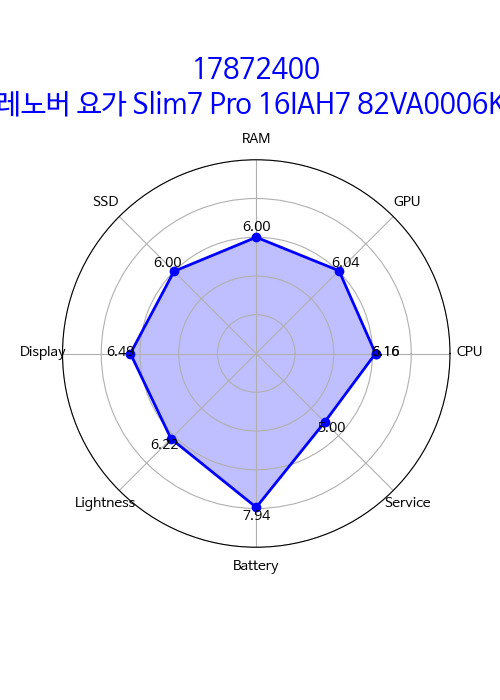 17872400
레노버 요가 Slim7 Pro 16IAH7 82VA0006K
RAM
SSD
GPU
6.00
6.00
6.04
Display
6.49
6.16
CPU
5.00
6.22
Lightness
Service
7.94
Battery